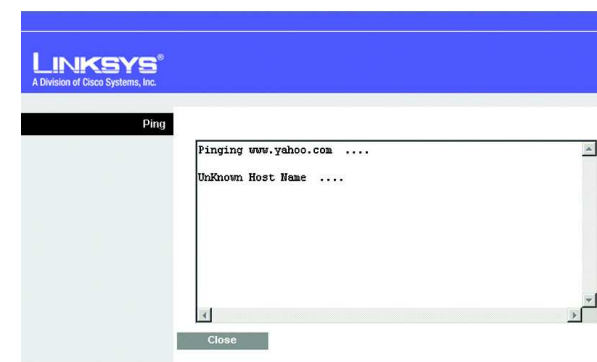 LINKSYS®
A Division of Cisco Systems, Inc.
Ping
Pinging www.yahoo.com ....
UnKnown Host Name ....
Close